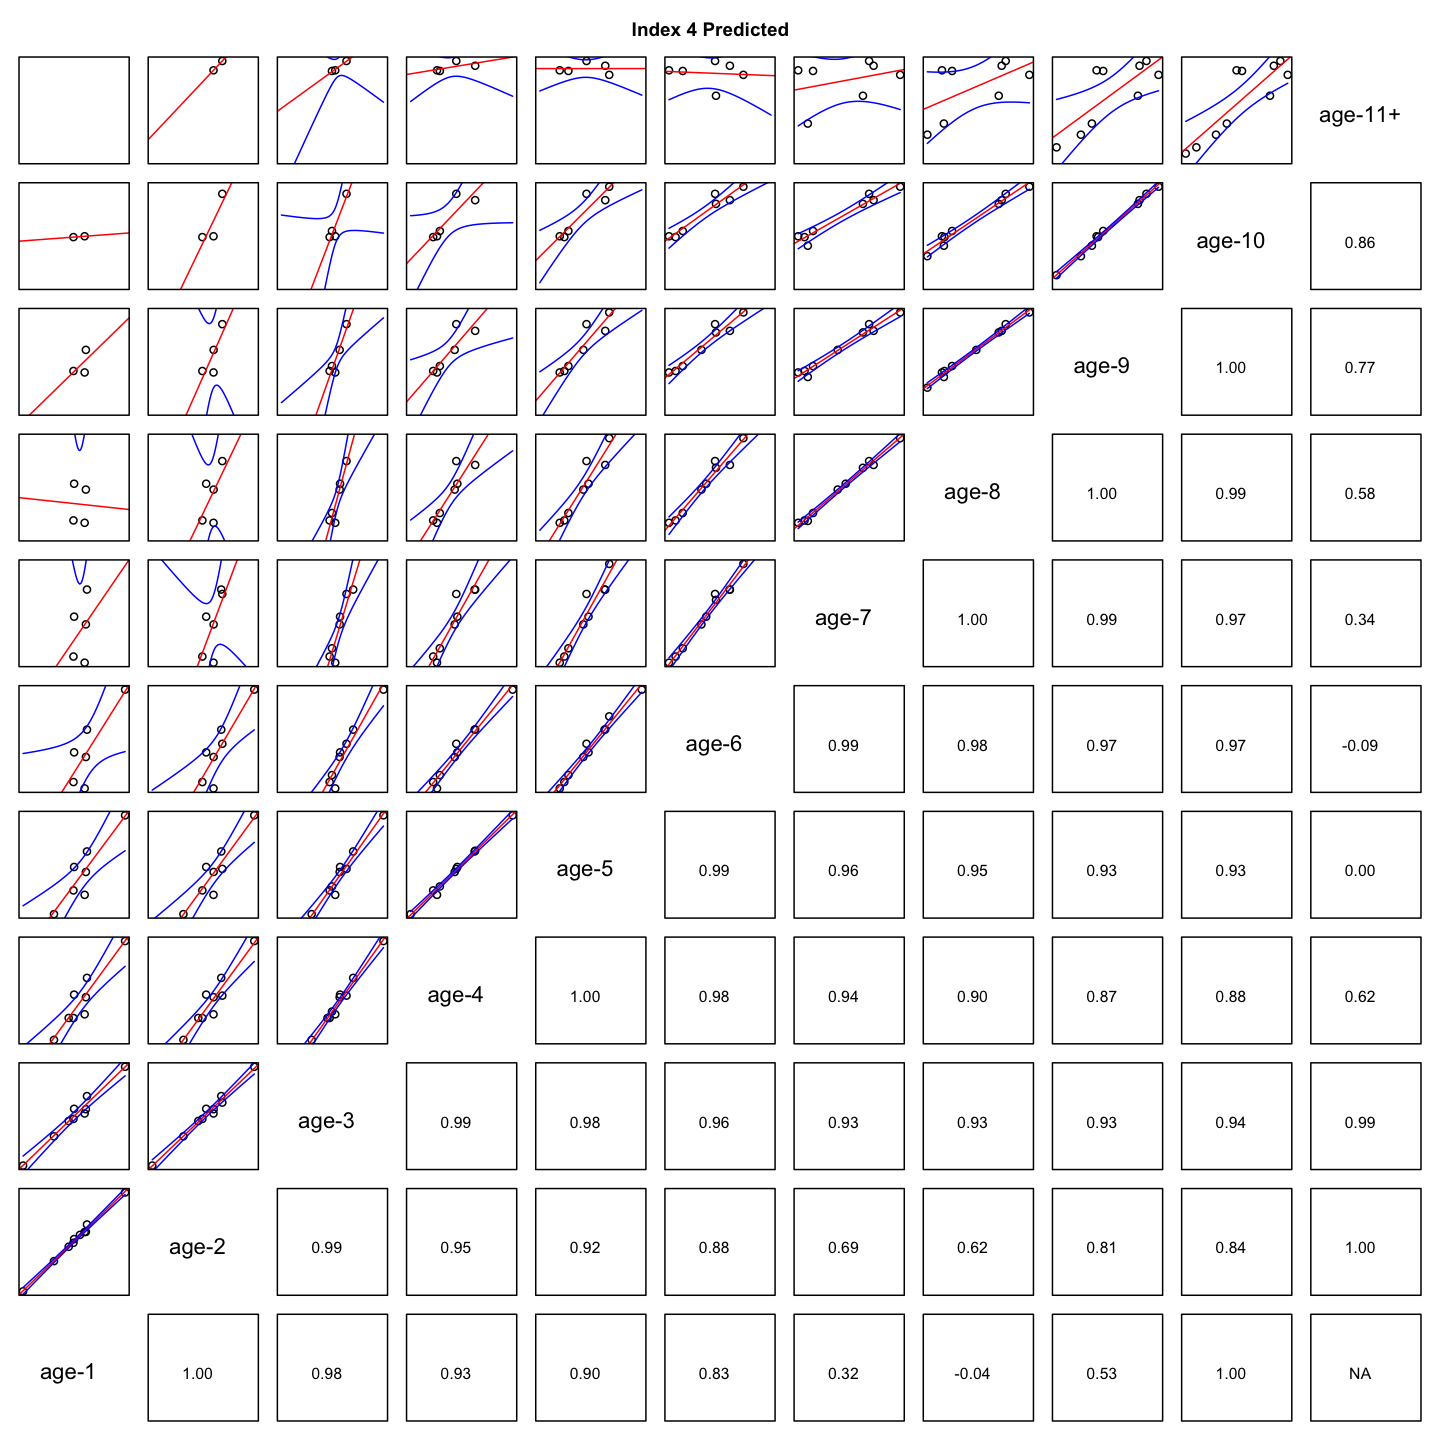 Index 4 Predicted
age-11+
age-10 0.86
age-9 1.00 0.77
age-8 1.00 0.99 0.58
age-7 1.00 0.99 0.97 0.34
age-6 0.99 0.98 0.97 0.97 -0.09
age-5 0.99 0.96 0.95 0.93 0.93 0.00
age-4 1.00 0.98 0.94 0.90 0.87 0.88 0.62
age-3 0.99 0.98 0.96 0.93 0.93 0.93 0.94 0.99
age-2 0.99 0.95 0.92 0.88 0.69 0.62 0.81 0.84 1.00
age-1 1.00 0.98 0.93 0.90 0.83 0.32 -0.04 0.53 1.00 NA